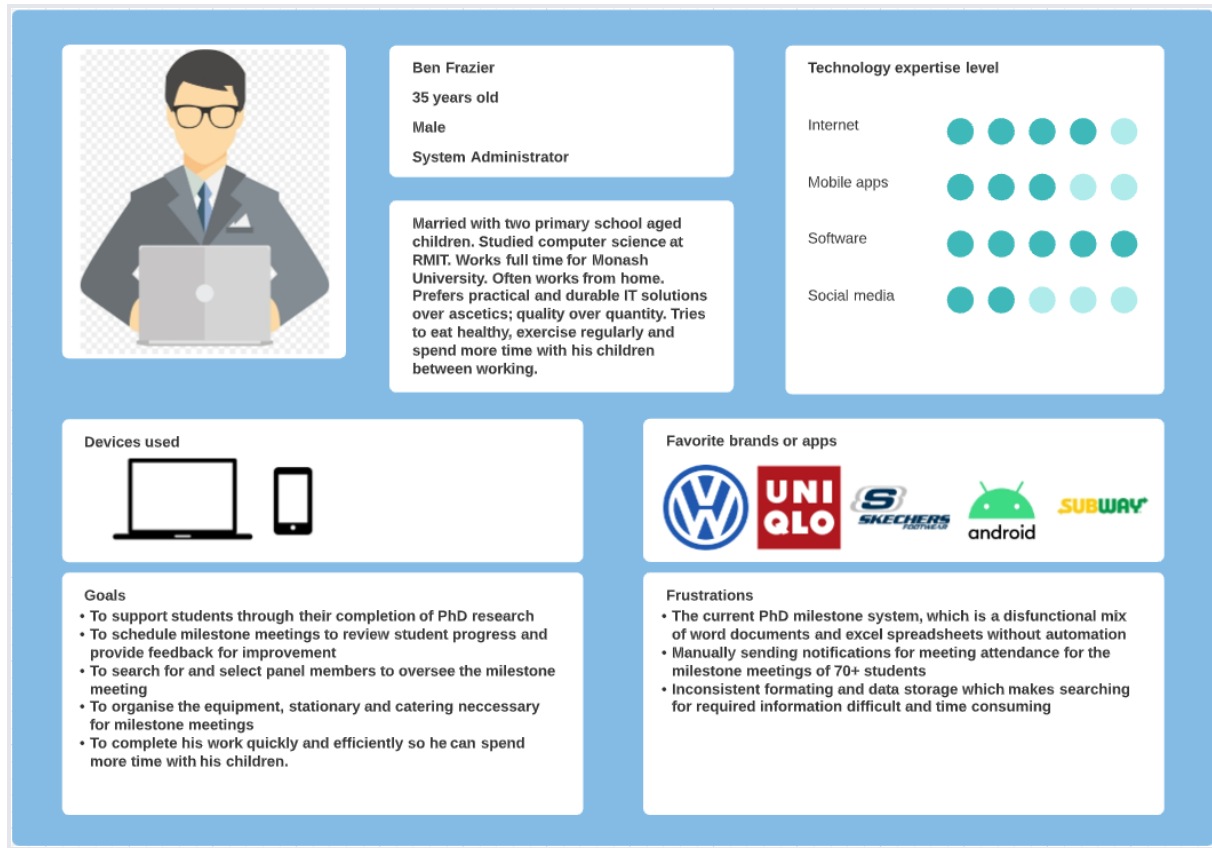 Ben Frazier
35 years old
Male
System Administrator
Married with two primary school aged
children. Studied computer science at
RMIT. Works full time for Monash
University. Often works from home.
Prefers practical and durable IT solutions
over ascetics; quality over quantity. Tries
to eat healthy, exercise regularly and
spend more time with his children
between working.
Technology expertise level
Internet
Mobile apps
Software
Social media
Devices used
Favorite brands or apps
UNI
QLO
S
SKECHERS
FOOTWEAR
android
SUBWAY
Goals
• To support students through their completion of PhD research
• To schedule milestone meetings to review student progress and
provide feedback for improvement
• To search for and select panel members to oversee the milestone
meeting
• To organise the equipment, stationary and catering neccessary
for milestone meetings
• To complete his work quickly and efficiently so he can spend
more time with his children.
Frustrations
• The current PhD milestone system, which is a disfunctional mix
of word documents and excel spreadsheets without automation
• Manually sending notifications for meeting attendance for the
milestone meetings of 70+ students
• Inconsistent formating and data storage which makes searching
for required information difficult and time consuming